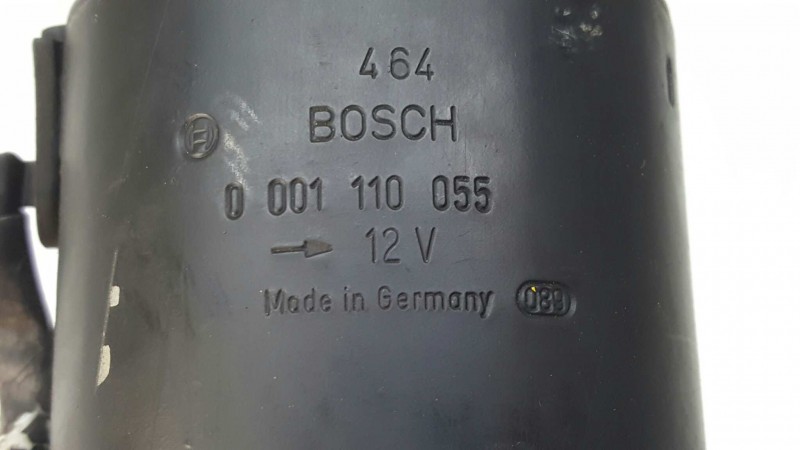 464
BOSCH
0 001 110 055
→ 12 V
Made in Germany 089